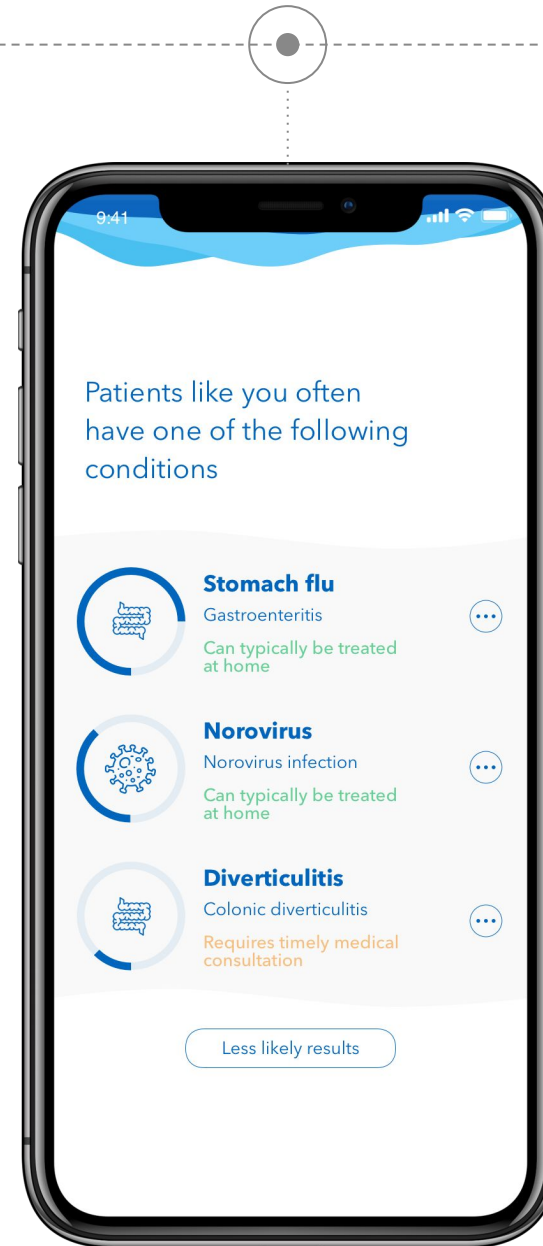 9:41
Patients like you often
have one of the following
conditions
Stomach flu
Gastroenteritis
Can typically be treated
at home
Norovirus
Norovirus infection
Can typically be treated
at home
Diverticulitis
Colonic diverticulitis
Requires timely medical
consultation
Less likely results